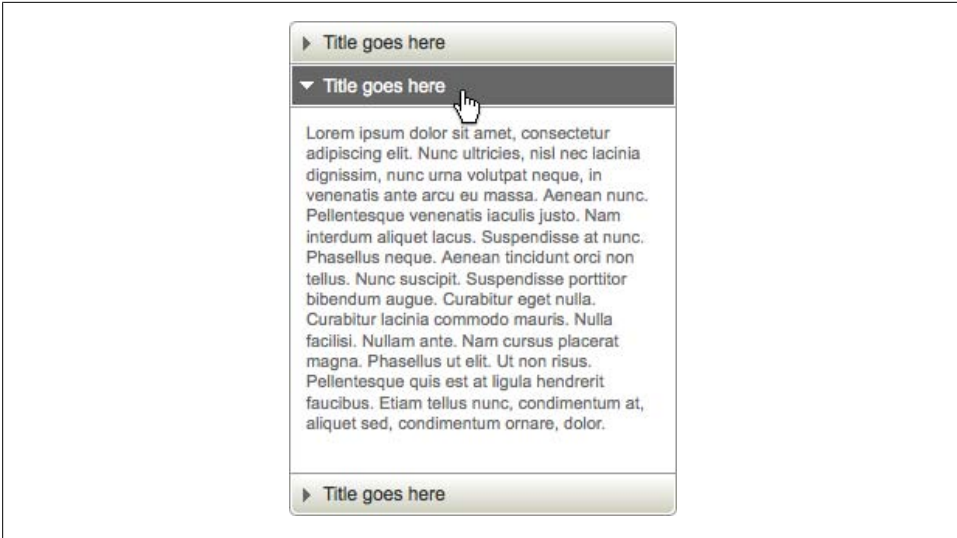 Title goes here
Title goes here
Lorem ipsum dolor sit amet, consectetur
adipiscing elit. Nunc ultricies, nisl nec lacinia
dignissim, nunc urna volutpat neque, in
venenatis ante arcu eu massa. Aenean nunc.
Pellentesque venenatis iaculis justo. Nam
interdum aliquet lacus. Suspendisse at nunc.
Phasellus neque. Aenean tincidunt orci non
tellus. Nunc suscipit. Suspendisse porttitor
bibendum augue. Curabitur eget nulla.
Curabitur lacinia commodo mauris. Nulla
facilisi. Nullam ante. Nam cursus placerat
magna. Phasellus ut elit. Ut non risus.
Pellentesque quis est at ligula hendrerit
faucibus. Etiam tellus nunc, condimentum at,
aliquet sed, condimentum ornare, dolor.
Title goes here